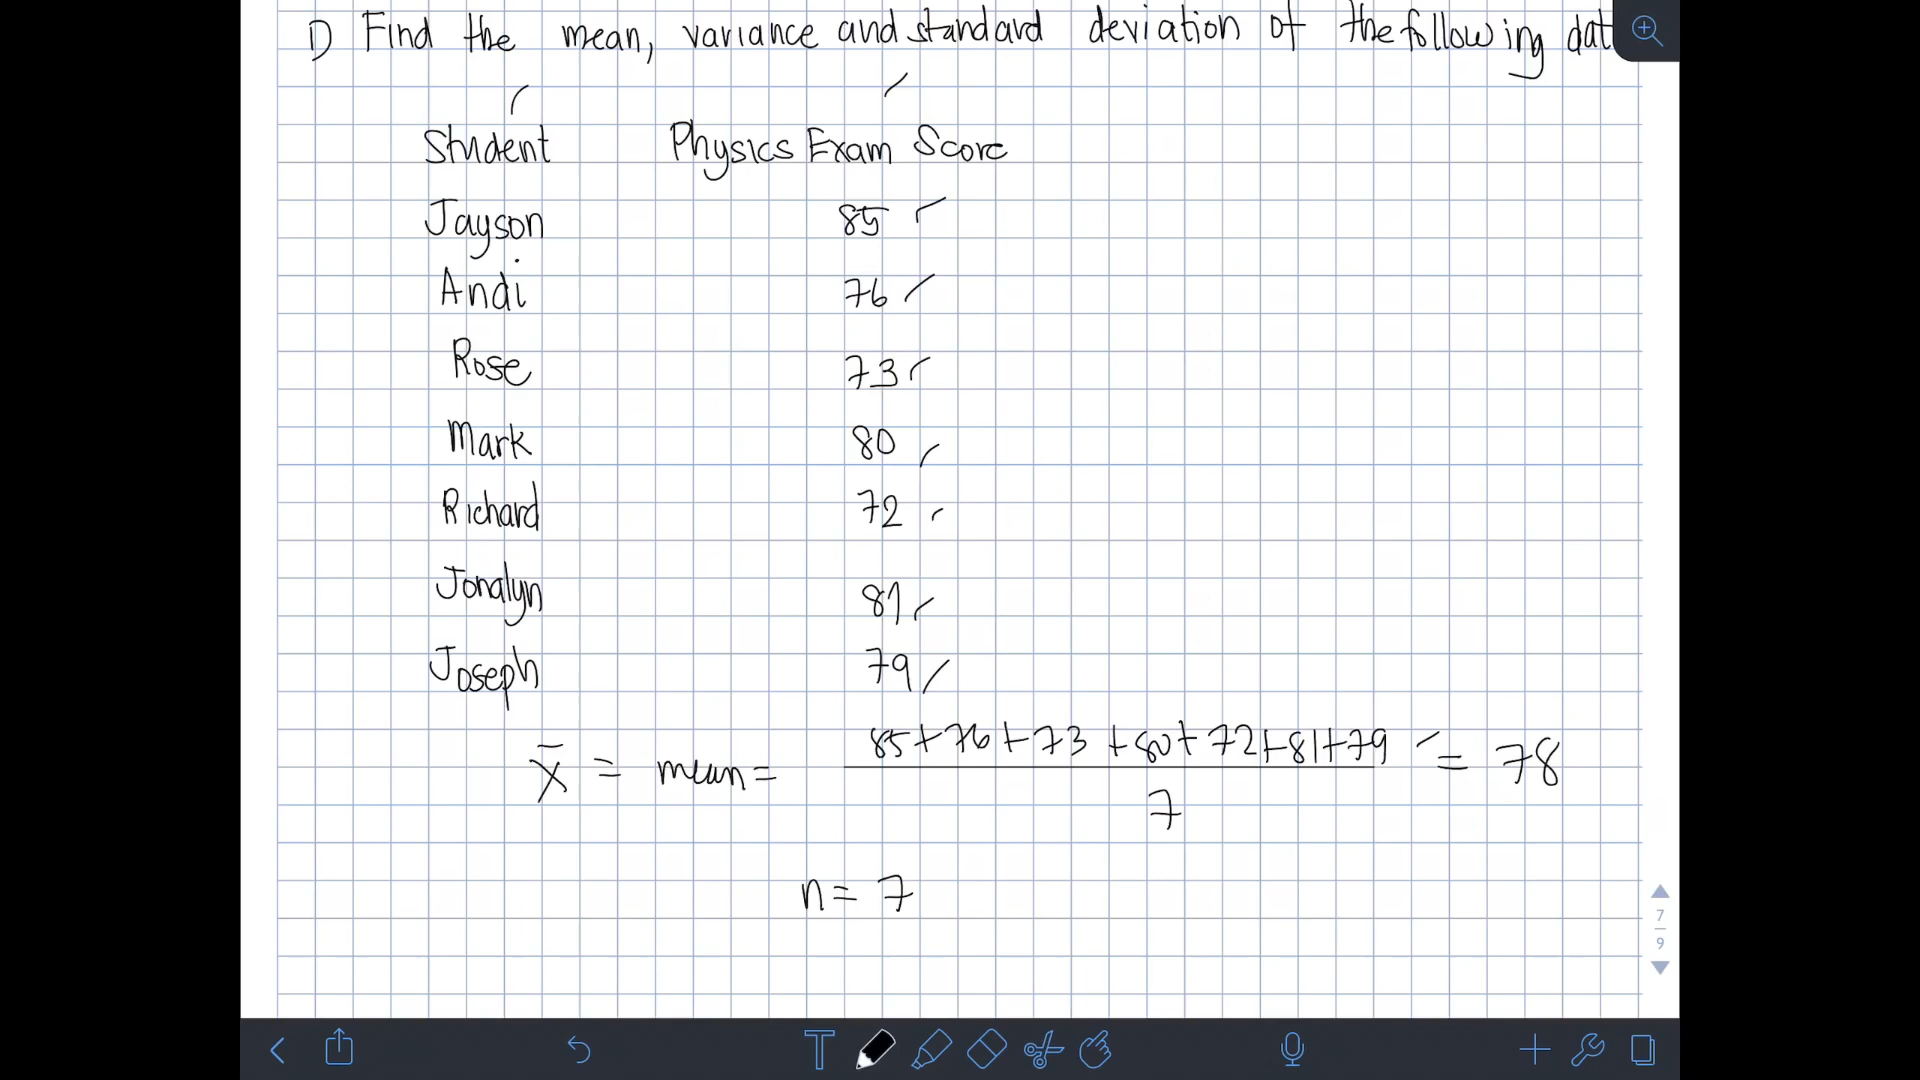 1) Find the mean, variance and standard deviation of the following dat
Student Physics Exam Score
Jayson 85
Andi 76
Rose 73
Mark 80
Richard 72
Jonalyn 81
Joseph 79
x̄ = mean = 85+76+73+80+72+81+79 / 7 = 78
n = 7
7
9
T